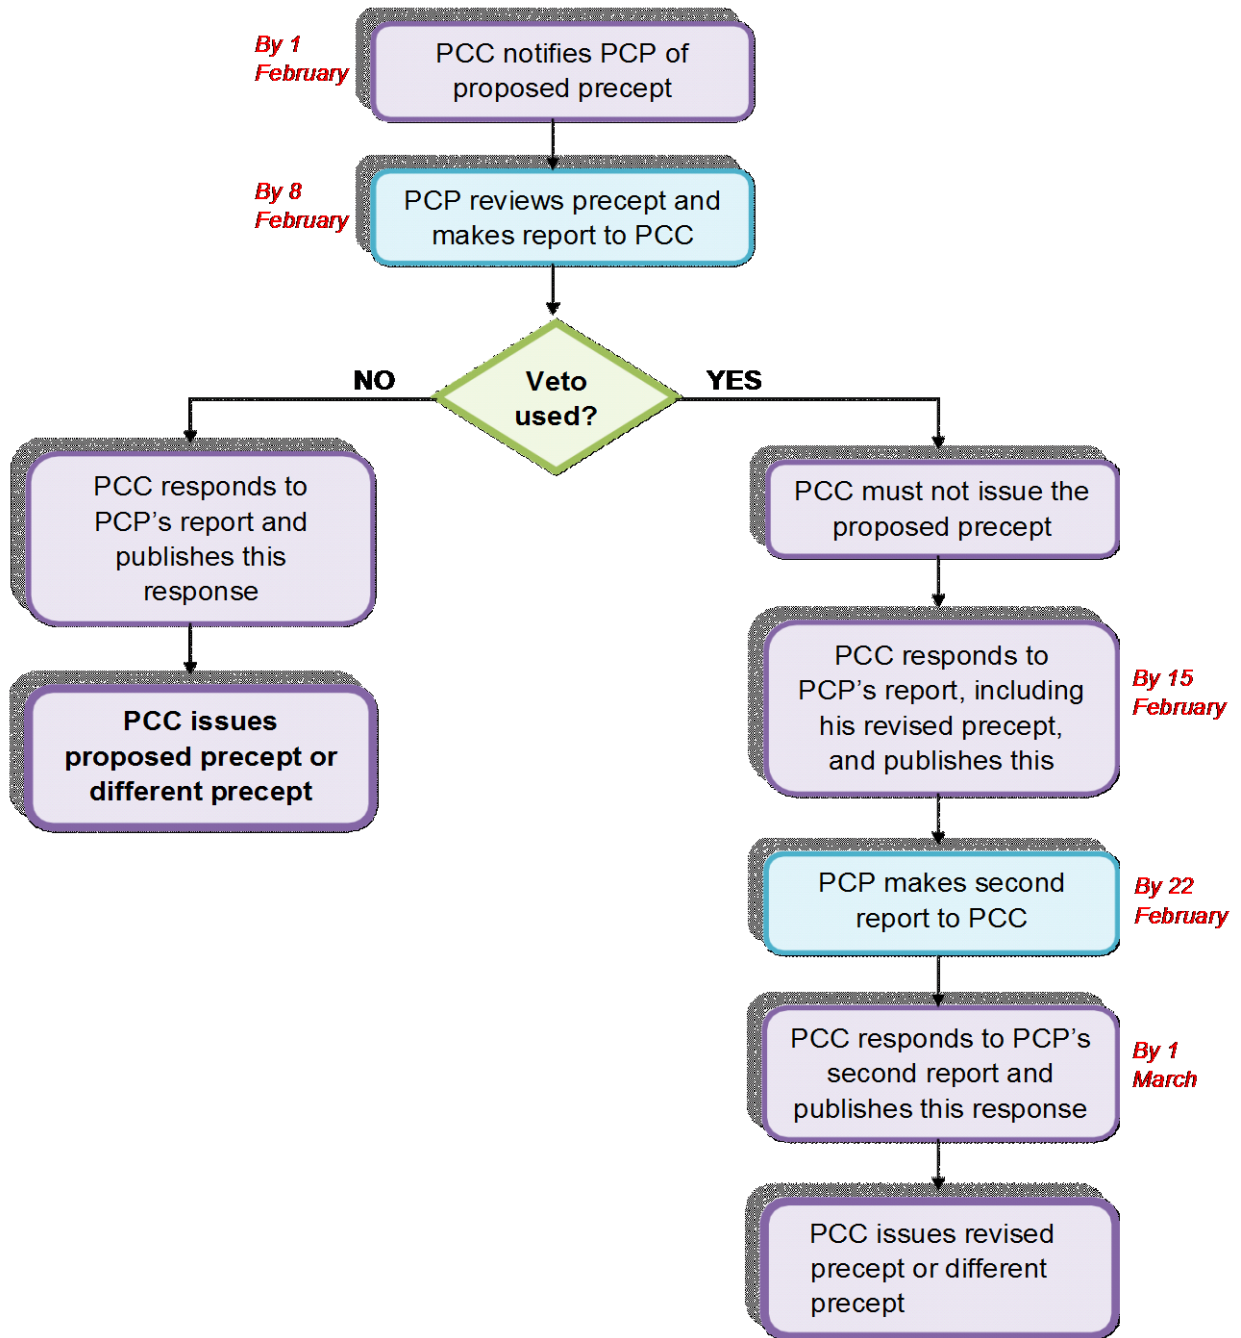 By 1
February
PCC notifies PCP of
proposed precept
By 8
February
PCP reviews precept and
makes report to PCC
Veto
used?
NO
YES
PCC responds to
PCP's report and
publishes this
response
PCC issues
proposed precept or
different precept
PCC must not issue the
proposed precept
PCC responds to
PCP's report, including
his revised precept,
and publishes this
By 15
February
PCP makes second
report to PCC
By 22
February
PCC responds to PCP's
second report and
publishes this response
By 1
March
PCC issues revised
precept or different
precept